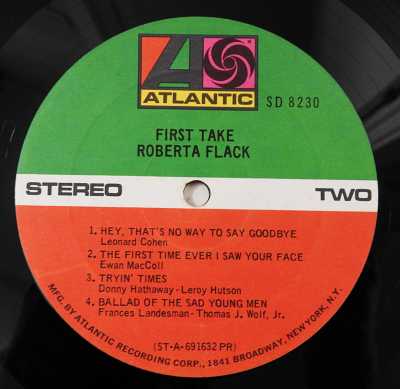 ATLANTIC
SD 8230
FIRST TAKE
ROBERTA FLACK
STEREO TWO
1. HEY, THAT'S NO WAY TO SAY GOODBYE
Leonard Cohen
2. THE FIRST TIME EVER I SAW YOUR FACE
Ewan MacColl
3. TRYIN' TIMES
Donny Hathaway-Leroy Hutson
4. BALLAD OF THE SAD YOUNG MEN
Frances Landesman- Thomas J. Wolf, Jr.
(ST-A-691632 PR)
MFG. BY ATLANTIC RECORDING CORP., 1841 BROADWAY, NEW YORK, N.Y.